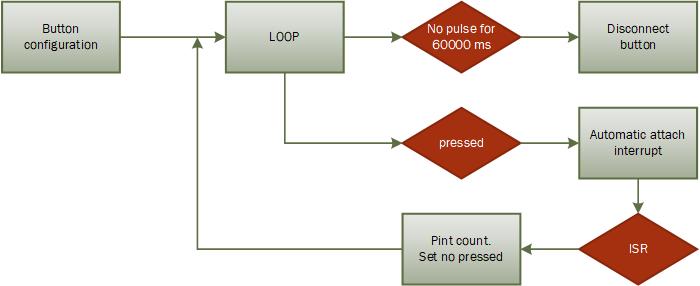 Button
configuration
LOOP
No pulse for
60000 ms
Disconnect
button
pressed
Automatic attach
interrupt
Pint count.
Set no pressed
ISR